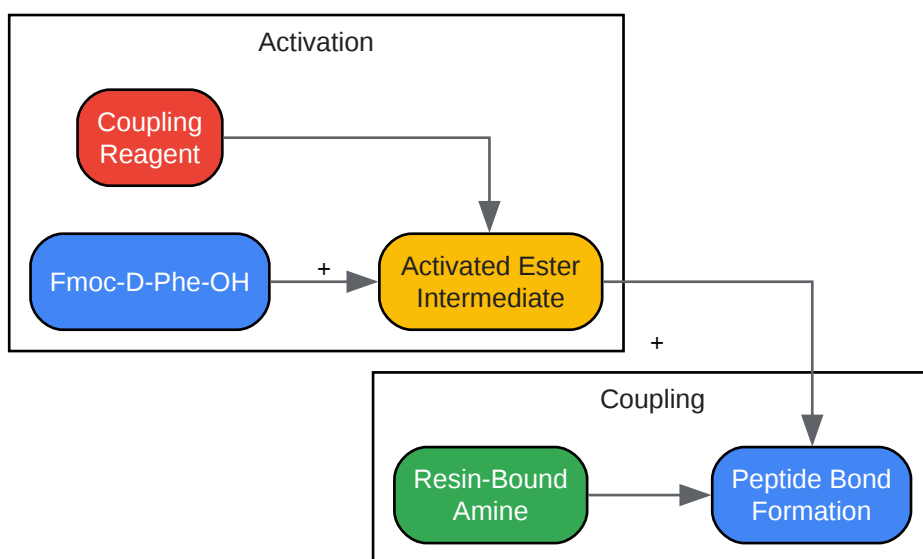 Activation
Coupling
Reagent
Fmoc-D-Phe-OH
+
Activated Ester
Intermediate
+
Coupling
Resin-Bound
Amine
Peptide Bond
Formation